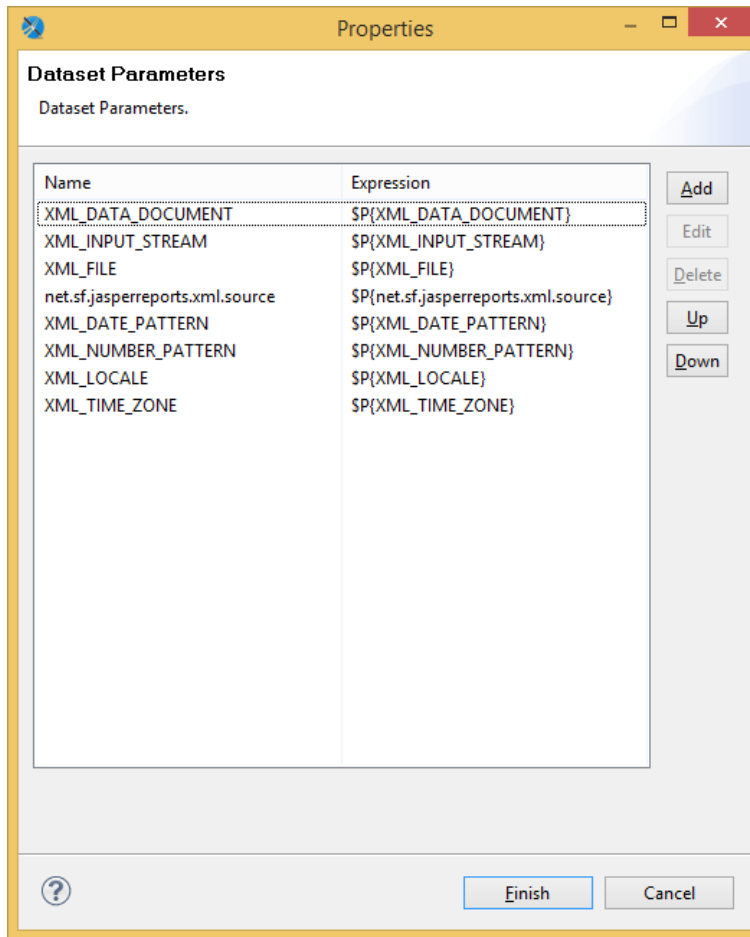 Properties
Dataset Parameters
Dataset Parameters.
Name Expression Add
XML_DATA_DOCUMENT $P{XML_DATA_DOCUMENT}
XML_INPUT_STREAM $P{XML_INPUT_STREAM} Edit
XML_FILE $P{XML_FILE} Delete
net.sf.jasperreports.xml.source $P{net.sf.jasperreports.xml.source}
XML_DATE_PATTERN $P{XML_DATE_PATTERN} Up
XML_NUMBER_PATTERN $P{XML_NUMBER_PATTERN} Down
XML_LOCALE $P{XML_LOCALE}
XML_TIME_ZONE $P{XML_TIME_ZONE}
? Finish Cancel